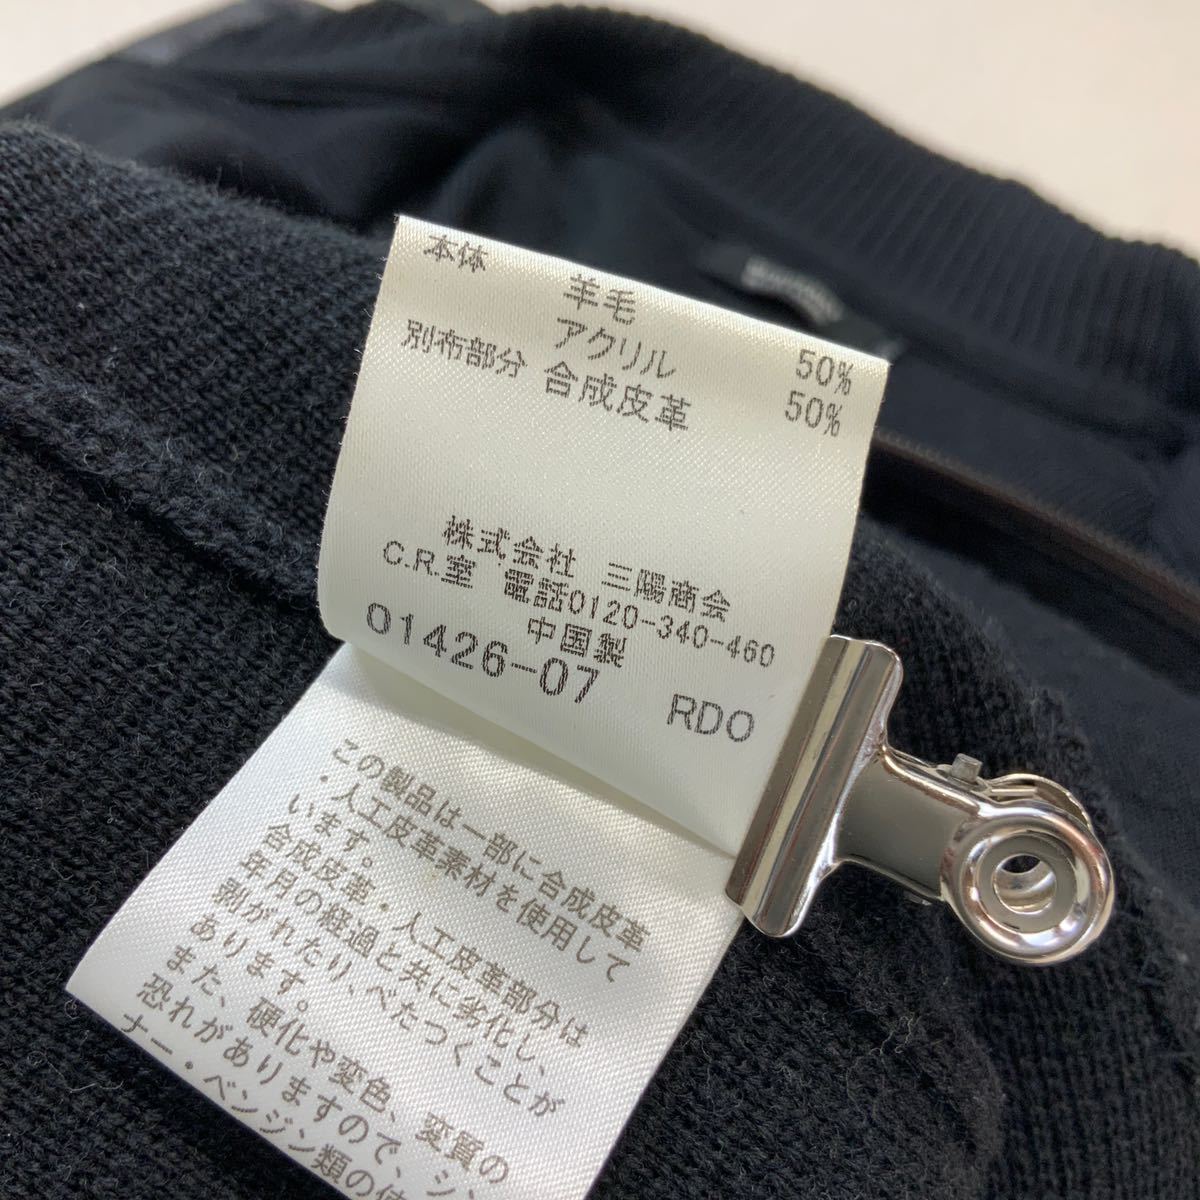 本体 羊毛 50%
アクリル 50%
別布部分 合成皮革
株式会社 三陽商会
C.R.室 電話0120-340-460
中国製
01426-07 RDO
この製品は一部に合成皮革
・人工皮革素材を使用して
います。
合成皮革・人工皮革部分は
年月の経過と共に劣化し、
剥がれたり、べたつくことが
あります。
また、硬化や変色、変質の
恐れがありますので、シン
ナー・ベンジン類の使